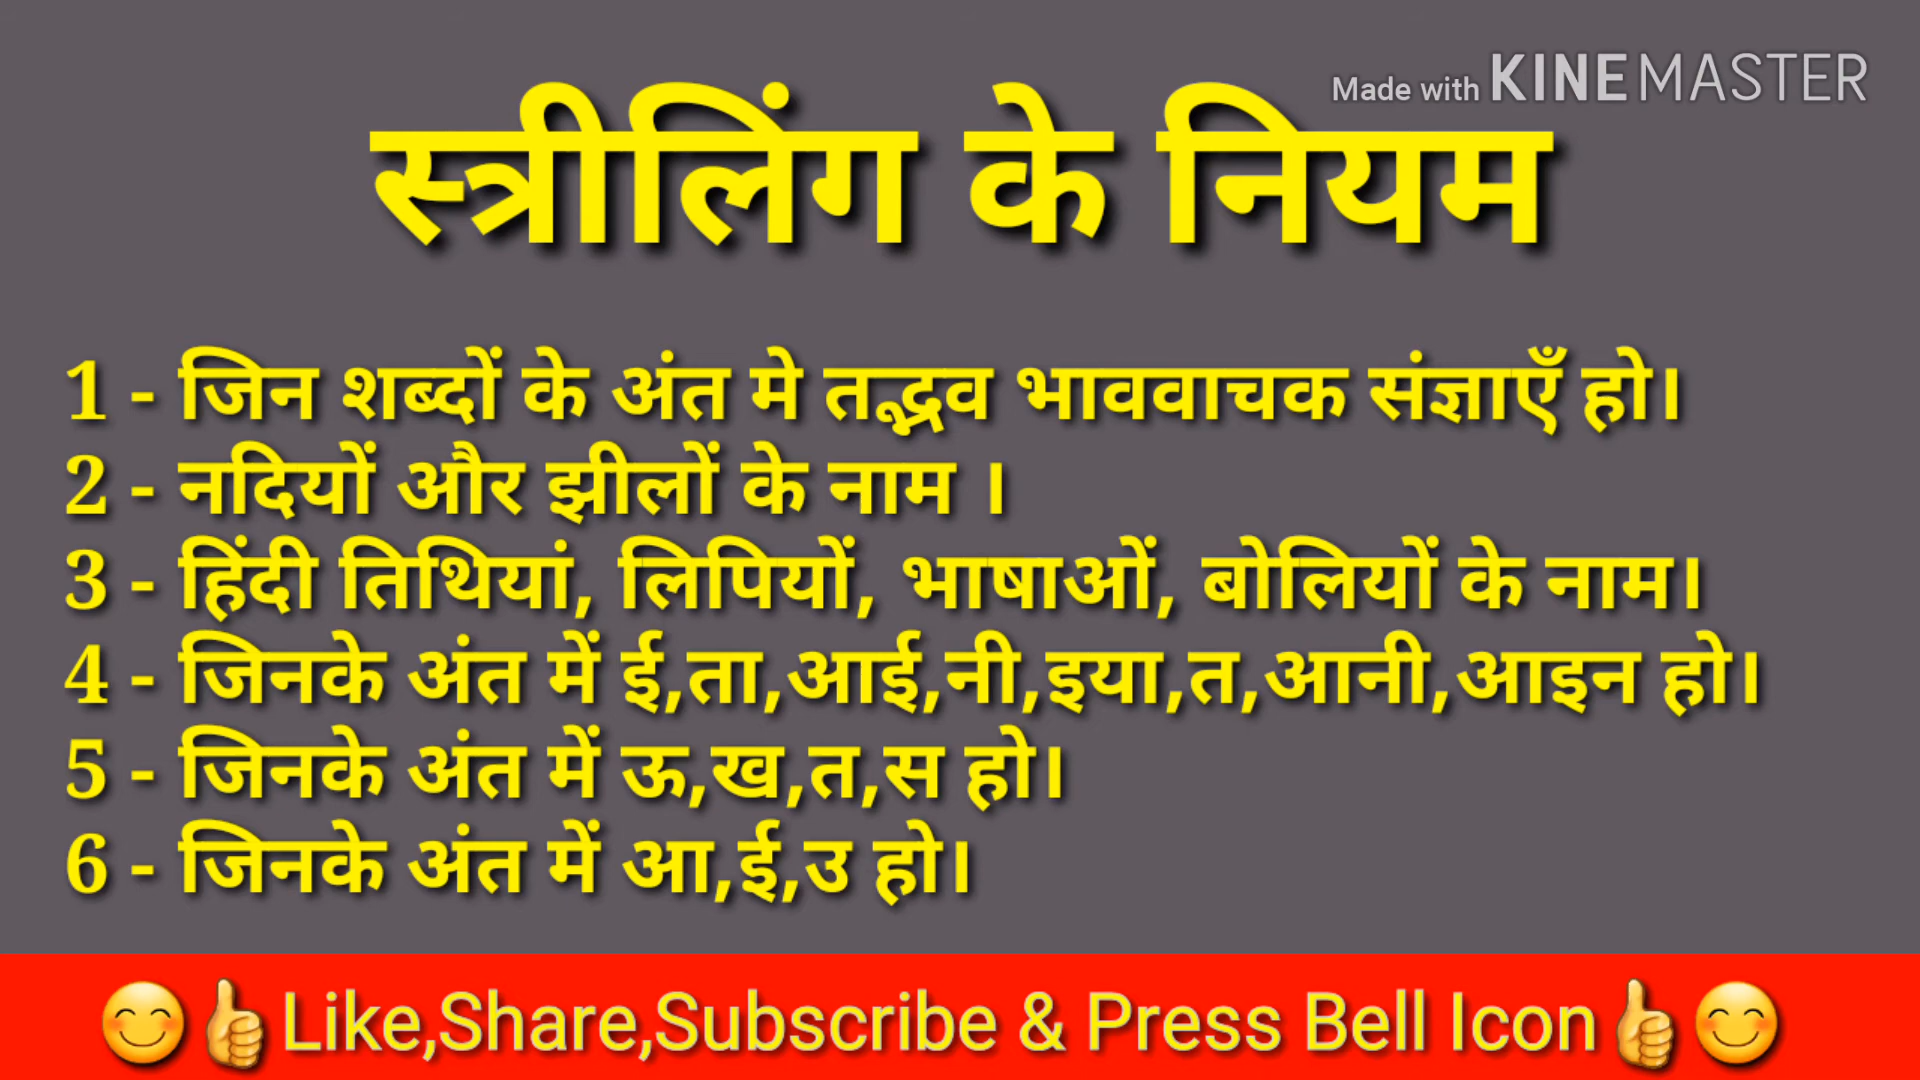 Made with KINEMASTER
स्त्रीलिंग के नियम
1 - जिन शब्दों के अंत मे तद्भव भाववाचक संज्ञाएँ हो।
2 - नदियों और झीलों के नाम ।
3 - हिंदी तिथियां, लिपियों, भाषाओं, बोलियों के नाम।
4 - जिनके अंत में ई,ता,आई,नी,इया,त,आनी,आइन हो।
5 - जिनके अंत में ऊ,ख,त,स हो।
6 - जिनके अंत में आ,ई,उ हो।
😊👍Like,Share,Subscribe & Press Bell Icon👍😊